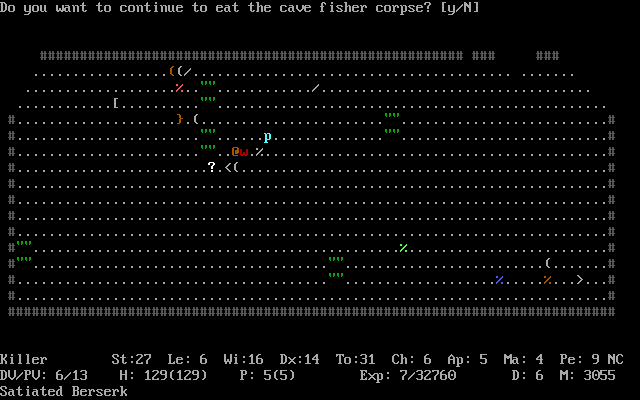 Do you want to continue to eat the cave fisher corpse? [y/N]
Killer St:27 Le: 6 Wi:16 Dx:14 To:31 Ch: 6 Ap: 5 Ma: 4 Pe: 9 NC
DV/PV: 6/13 H: 129(129) P: 5(5) Exp: 7/32760 D: 6 M: 3055
Satiated Berserk